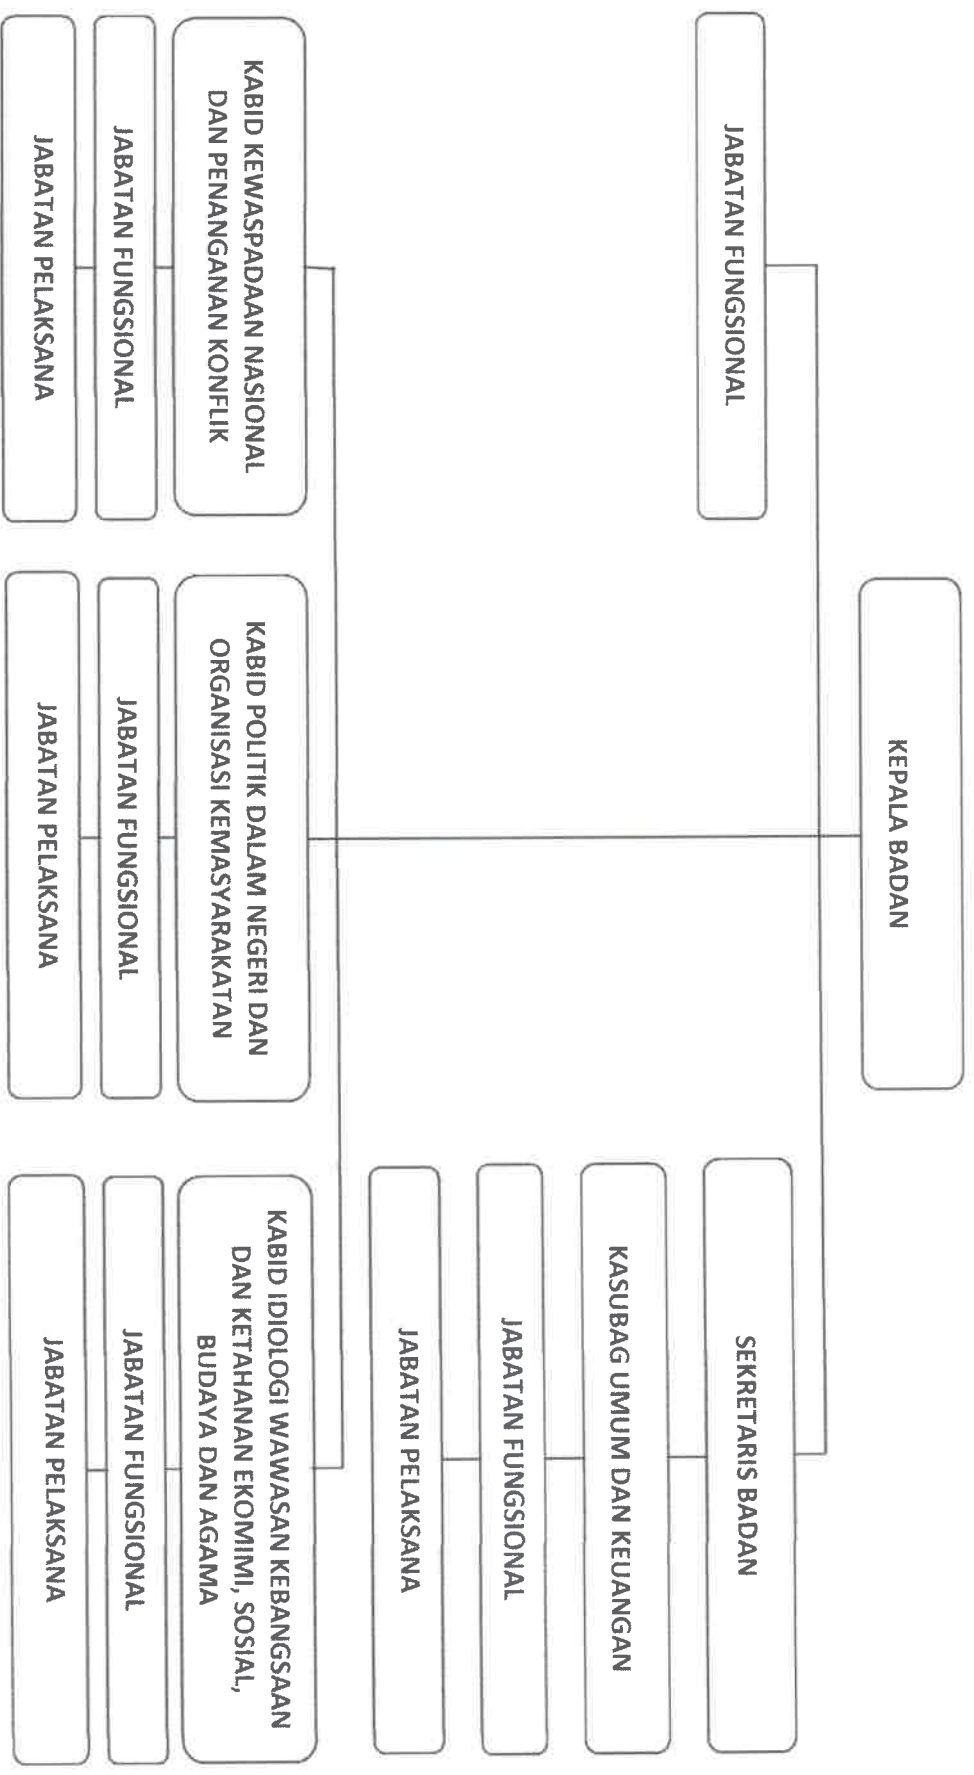 KEPALA BADAN
JABATAN FUNGSIONAL
SEKRETARIS BADAN
KASUBAG UMUM DAN KEUANGAN
JABATAN FUNGSIONAL
JABATAN PELAKSANA
KABID KEWASPADAAN NASIONAL
DAN PENANGANAN KONFLIK
JABATAN FUNGSIONAL
JABATAN PELAKSANA
KABID POLITIK DALAM NEGERI DAN
ORGANISASI KEMASYARAKATAN
JABATAN FUNGSIONAL
JABATAN PELAKSANA
KABID IDIOLOGI WAWASAN KEBANGSAAN
DAN KETAHANAN EKOMIMI, SOSIAL,
BUDAYA DAN AGAMA
JABATAN FUNGSIONAL
JABATAN PELAKSANA